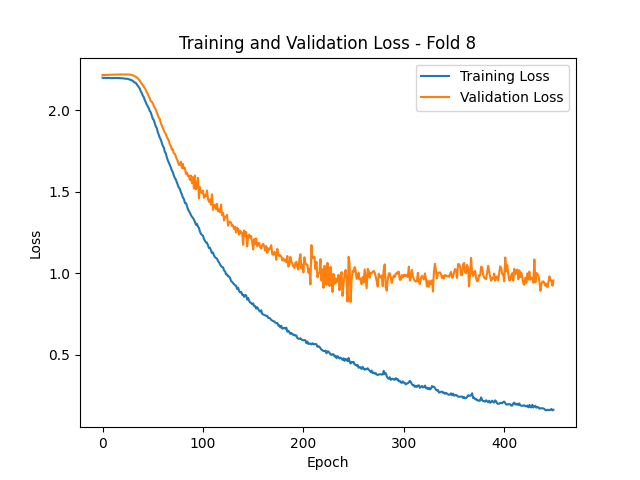 Training and Validation Loss - Fold 8
Training Loss
Validation Loss
Loss
2.0
1.5
1.0
0.5
0 100 200 300 400
Epoch